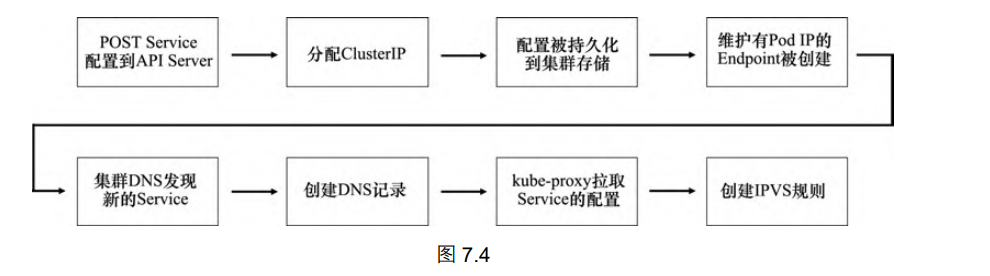 POST Service
配置到API Server
分配ClusterIP
配置被持久化
到集群存储
维护有Pod IP的
Endpoint被创建
集群DNS发现
新的Service
创建DNS记录
kube-proxy拉取
Service的配置
创建IPVS规则
图 7.4